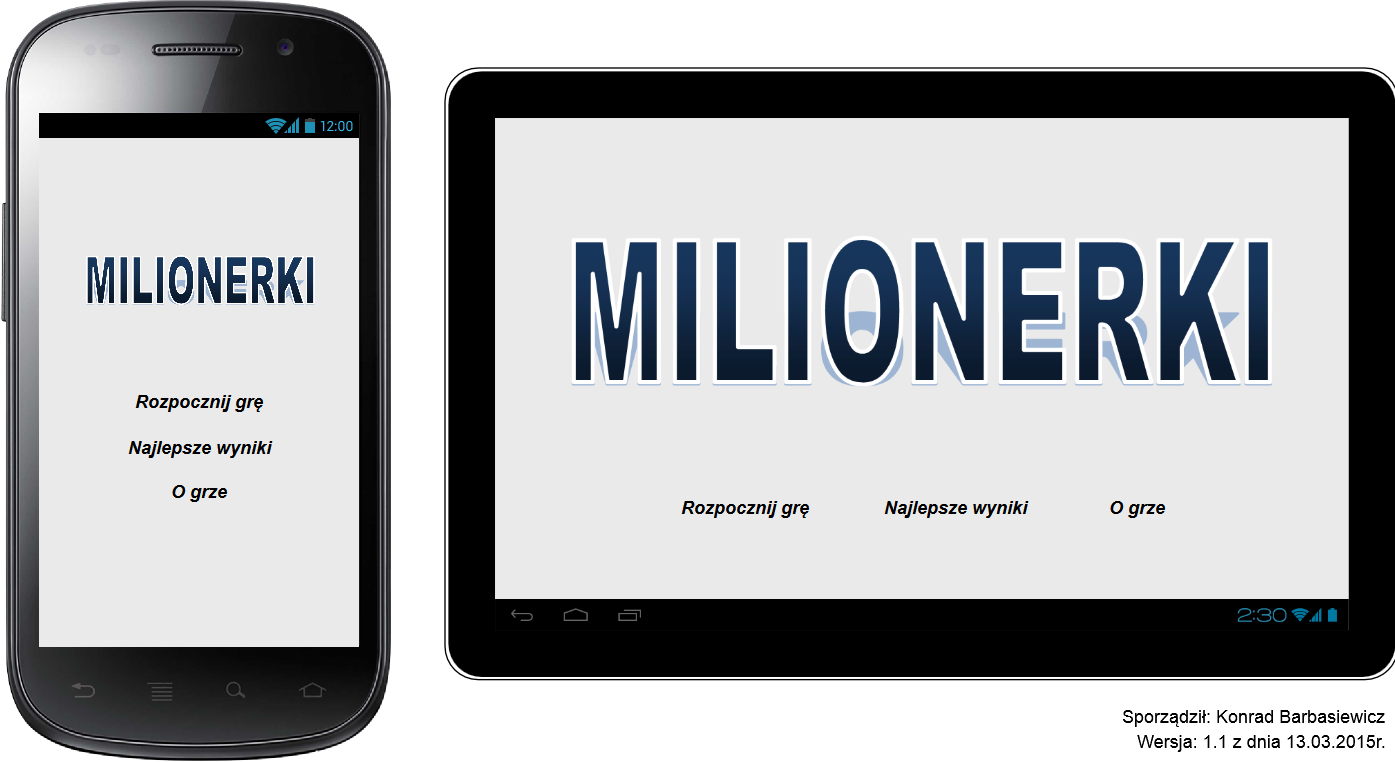 12:00
MILIONERKI
Rozpocznij grę
Najlepsze wyniki
O grze
MILIONERKI
Rozpocznij grę Najlepsze wyniki O grze
2:30
Sporządził: Konrad Barbasiewicz
Wersja: 1.1 z dnia 13.03.2015r.